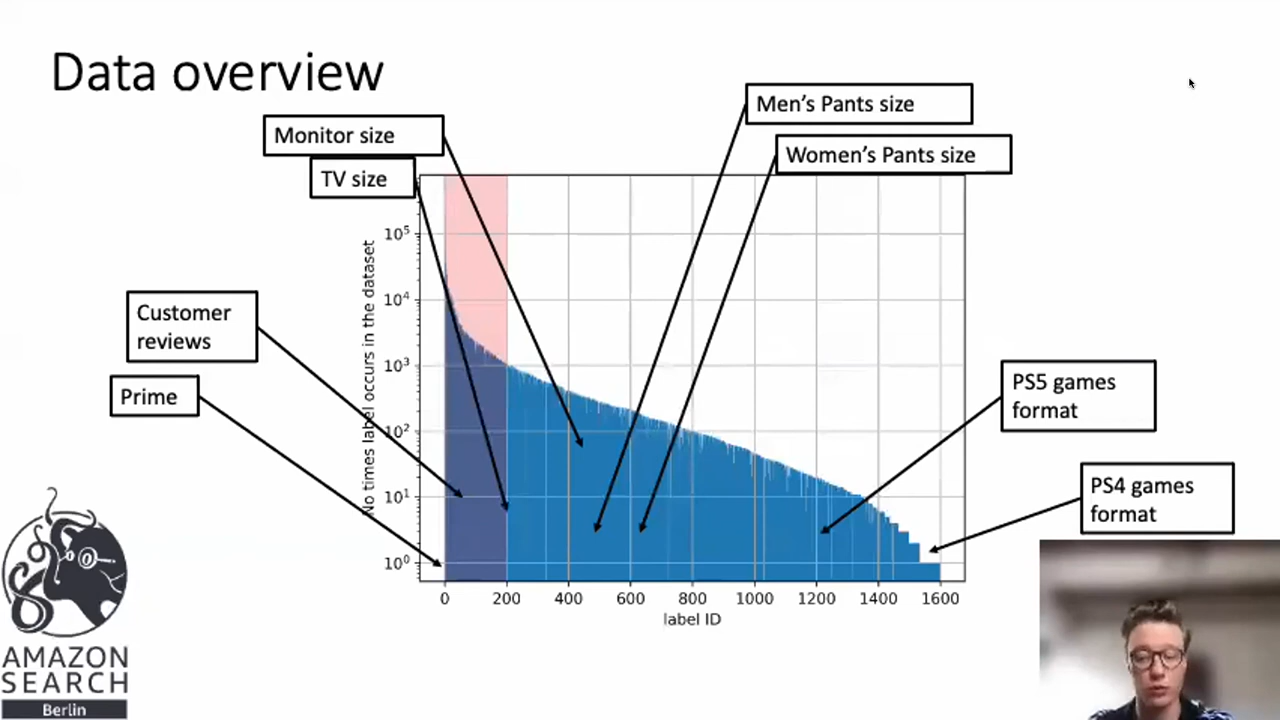 Data overview
Men's Pants size
Monitor size
Women's Pants size
TV size
10⁵
10⁴
10³
10²
10¹
10⁰
No times label occurs in the dataset
Customer
reviews
Prime
PS5 games
format
PS4 games
format
0 200 400 600 800 1000 1200 1400 1600
label ID
AMAZON
SEARCH
Berlin